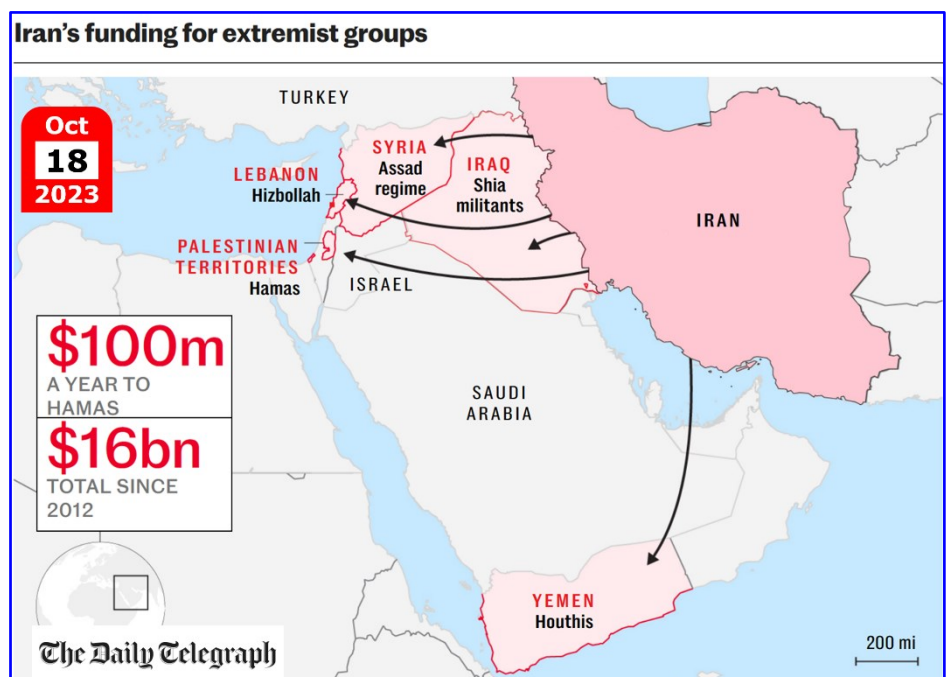 Iran's funding for extremist groups
Oct
18
2023
TURKEY
SYRIA
Assad
regime
IRAQ
Shia
militants
LEBANON
Hizbollah
PALESTINIAN
TERRITORIES
Hamas
ISRAEL
IRAN
$100m
A YEAR TO
HAMAS
$16bn
TOTAL SINCE
2012
SAUDI
ARABIA
YEMEN
Houthis
The Daily Telegraph
200 mi